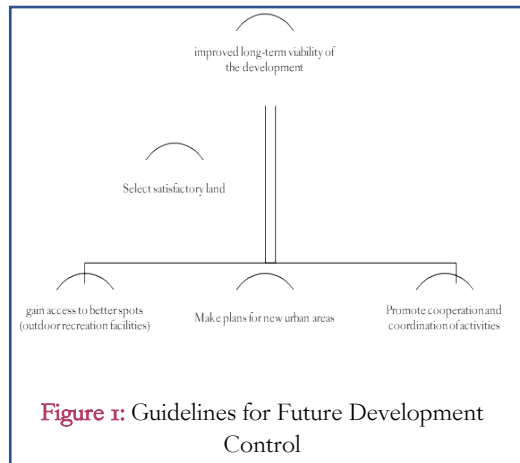 improved long-term viability of
the development
Select satisfactory land
gain access to better spots
(outdoor recreation facilities)
Make plans for new urban areas
Promote cooperation and
coordination of activities
Figure 1: Guidelines for Future Development
Control